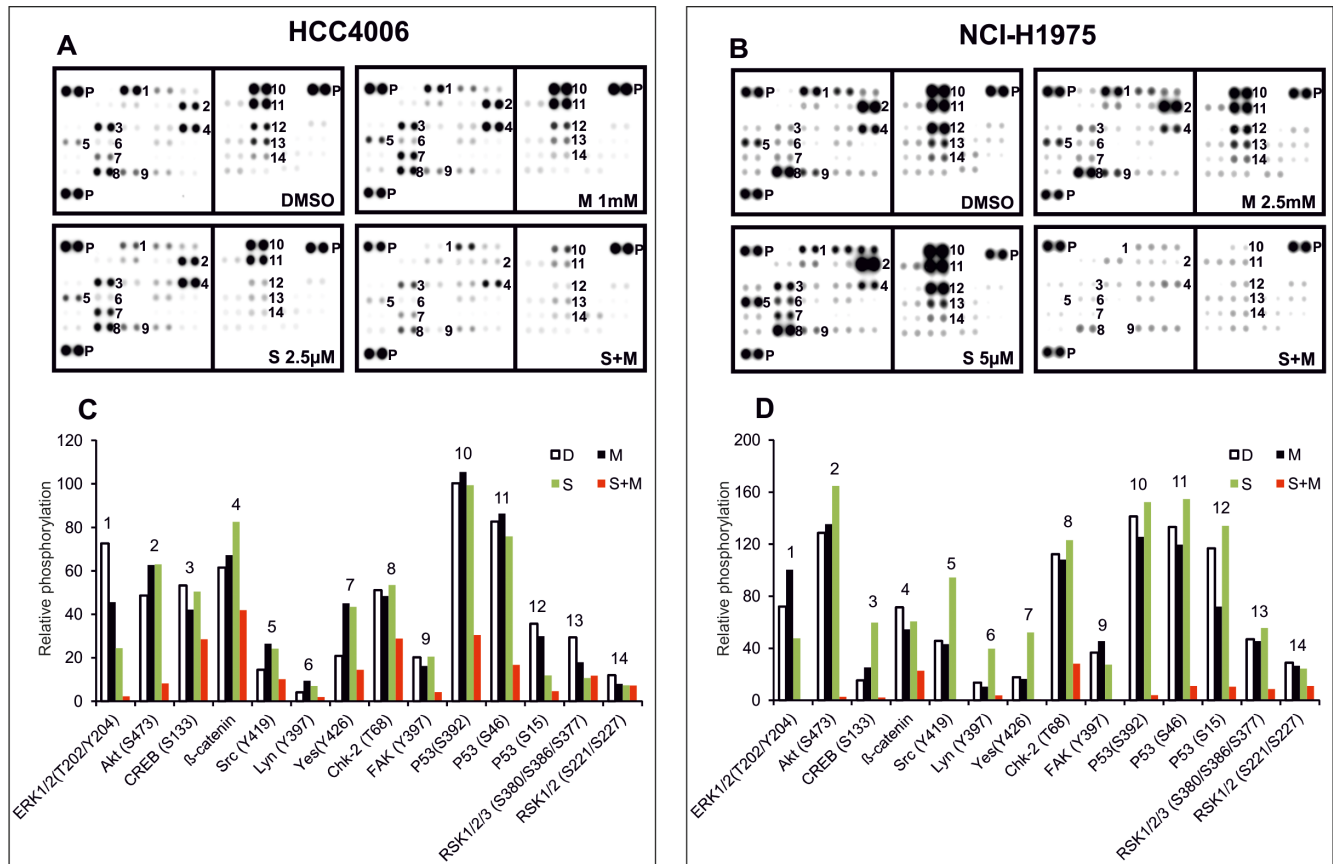 HCC4006
NCI-H1975
A
P 1 10 P
2 11
3 4 12
5 6 13
7 14
8 9
P
DMSO
P 1 10 P
2 11
3 4 12
5 6 13
7 14
8 9
P
M 1mM
P 1 10 P
2 11
3 4 12
5 6 13
7 14
8 9
P
S 2.5µM
P 1 10 P
2 11
3 4 12
5 6 13
7 14
8 9
P
S+M
B
P 1 10 P
2 11
3 4 12
5 6 13
7 14
8 9
P
DMSO
P 1 10 P
2 11
3 4 12
5 6 13
7 14
8 9
P
M 2.5mM
P 1 10 P
2 11
3 4 12
5 6 13
7 14
8 9
P
S 5µM
P 1 10 P
2 11
3 4 12
5 6 13
7 14
8 9
P
S+M
C
Relative phosphorylation
120
100
80
60
40
20
0
D M
S S+M
1 2 3 4 5 6 7 8 9 10 11 12 13 14
ERK1/2(T202/Y204)
Akt (S473)
CREB (S133)
ß-catenin
Src (Y419)
Lyn (Y397)
Yes(Y426)
Chk-2 (T68)
FAK (Y397)
P53(S392)
P53 (S46)
P53 (S15)
RSK1/2/3 (S380/S386/S377)
RSK1/2 (S221/S227)
D
Relative phosphorylation
200
160
120
80
40
0
D M
S S+M
1 2 3 4 5 6 7 8 9 10 11 12 13 14
ERK1/2(T202/Y204)
Akt (S473)
CREB (S133)
ß-catenin
Src (Y419)
Lyn (Y397)
Yes(Y426)
Chk-2 (T68)
FAK (Y397)
P53(S392)
P53 (S46)
P53 (S15)
RSK1/2/3 (S380/S386/S377)
RSK1/2 (S221/S227)